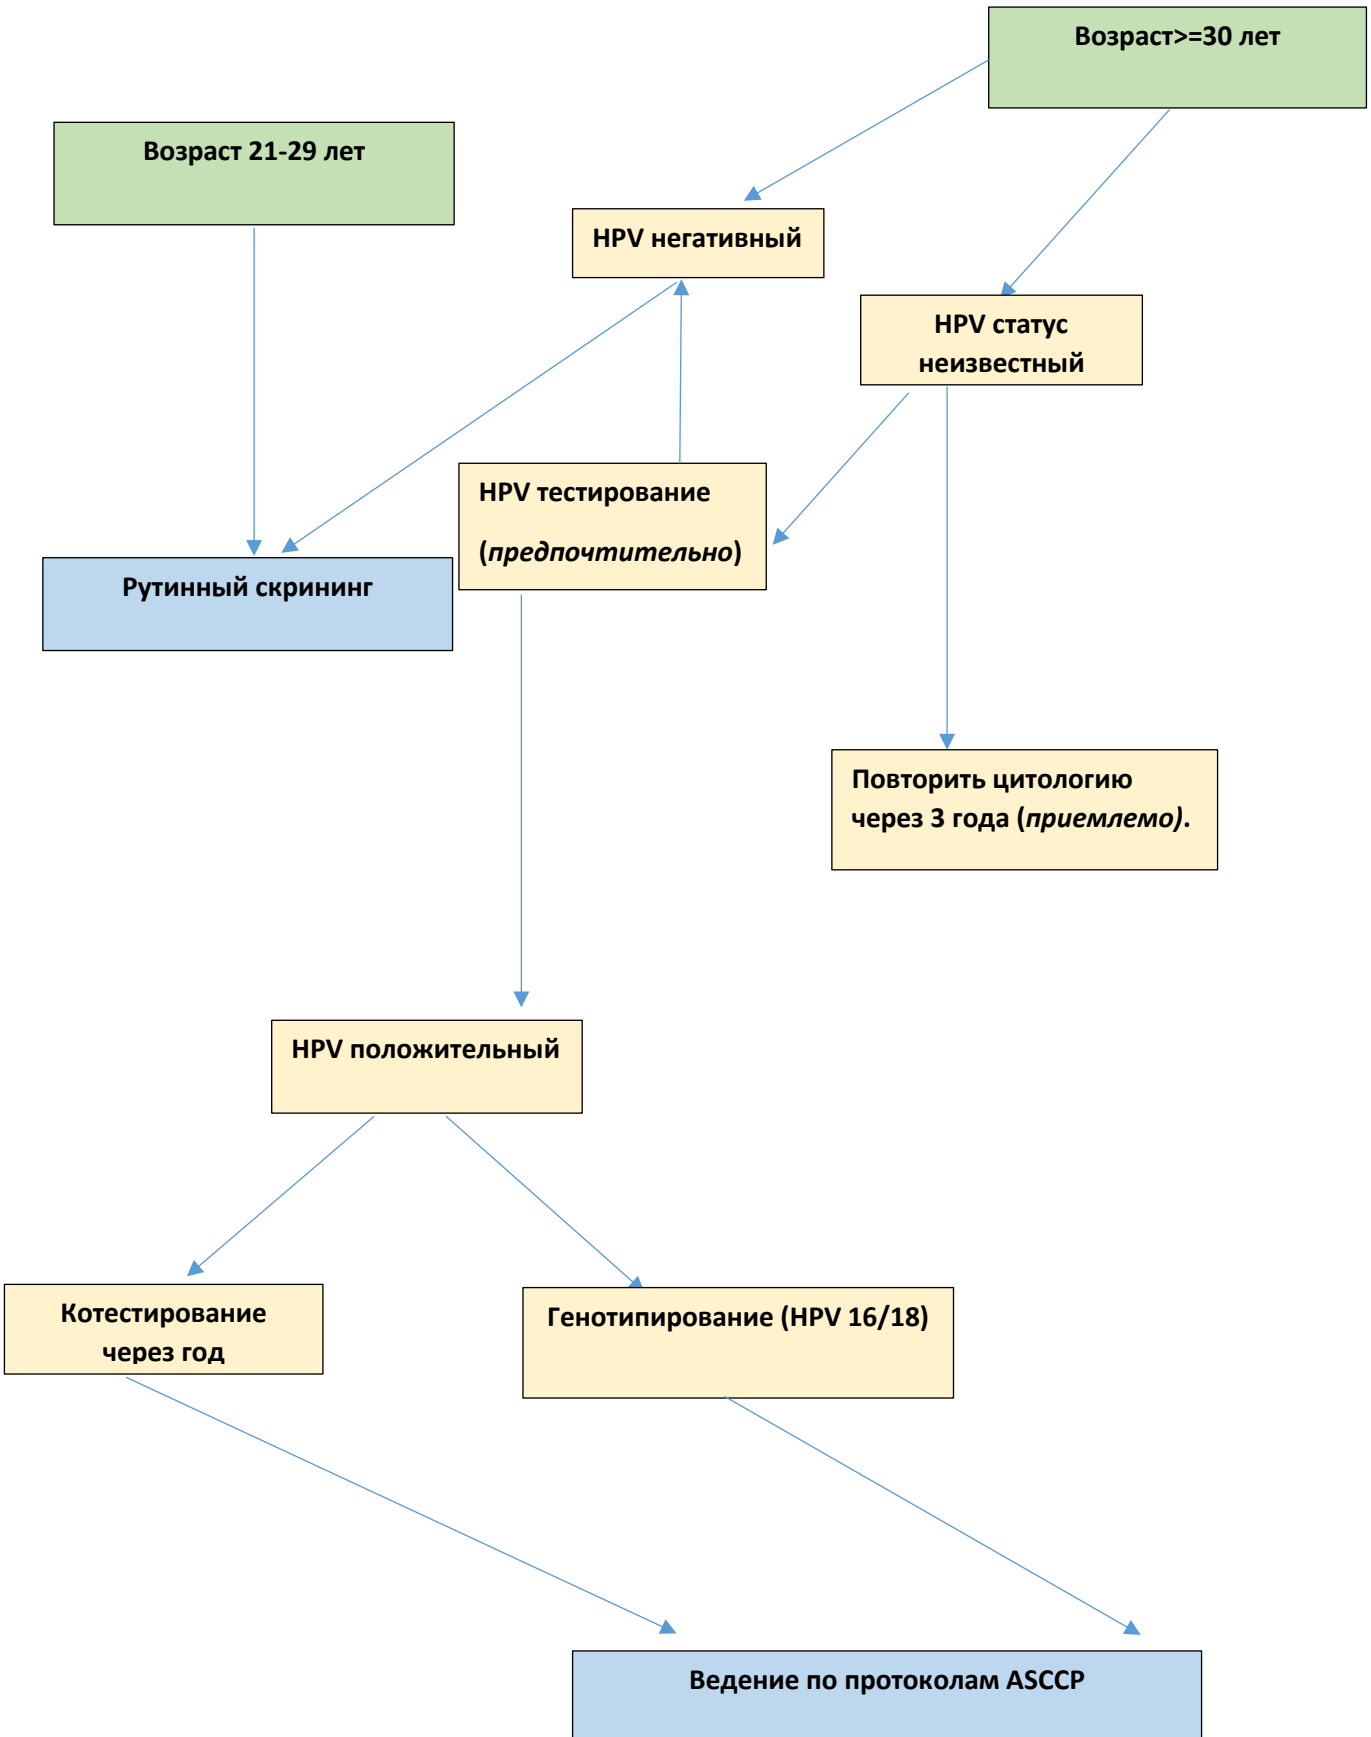 Возраст>=30 лет
Возраст 21-29 лет
HPV негативный
HPV статус
неизвестный
HPV тестирование
(предпочтительно)
Рутинный скрининг
Повторить цитологию
через 3 года (приемлемо).
HPV положительный
Котестирование
через год
Генотипирование (HPV 16/18)
Ведение по протоколам ASCCP